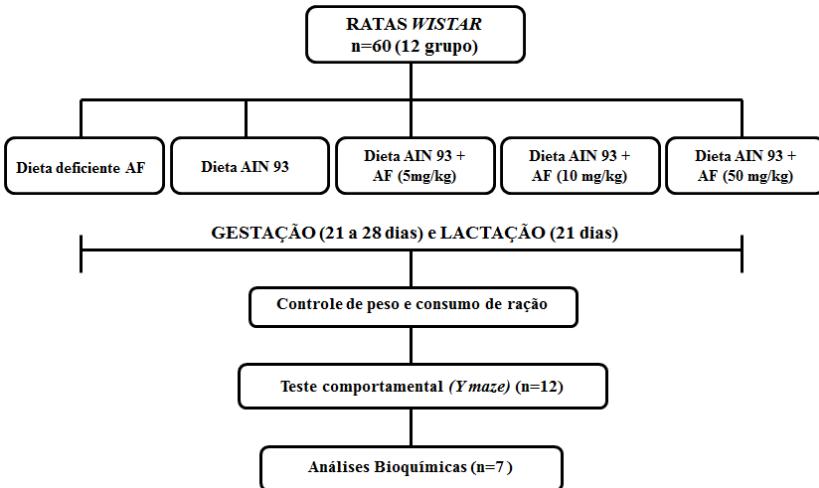 RATAS WISTAR
n=60 (12 grupo)
Dieta deficiente AF
Dieta AIN 93
Dieta AIN 93 +
AF (5mg/kg)
Dieta AIN 93 +
AF (10 mg/kg)
Dieta AIN 93 +
AF (50 mg/kg)
GESTAÇÃO (21 a 28 dias) e LACTAÇÃO (21 dias)
Controle de peso e consumo de ração
Teste comportamental (Y maze) (n=12)
Análises Bioquímicas (n=7 )